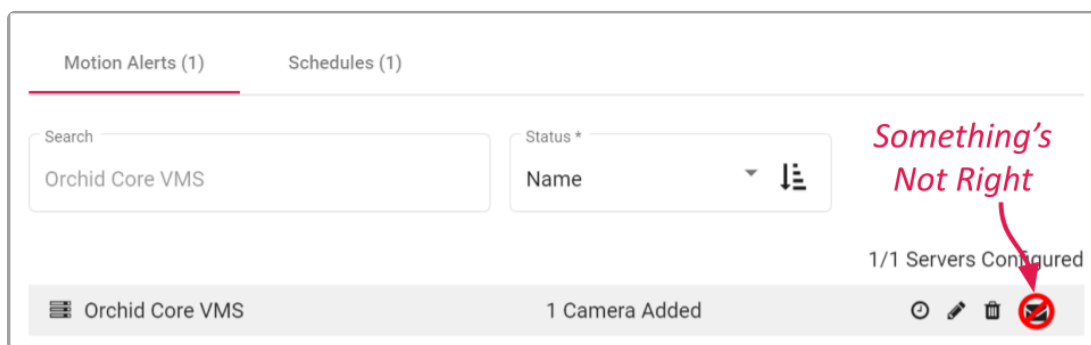 Motion Alerts (1) Schedules (1)
Search
Status *
Something's
Not Right
Orchid Core VMS
Name
1/1 Servers Configured
Orchid Core VMS 1 Camera Added